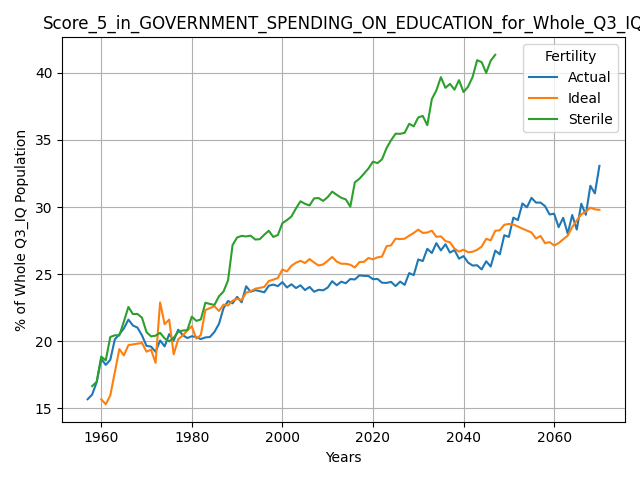 Score_5_in_GOVERNMENT_SPENDING_ON_EDUCATION_for_Whole_Q3_IQ
Fertility
Actual
Ideal
Sterile
% of Whole Q3_IQ Population
40
35
30
25
20
15
1960
1980
2000
2020
2040
2060
Years